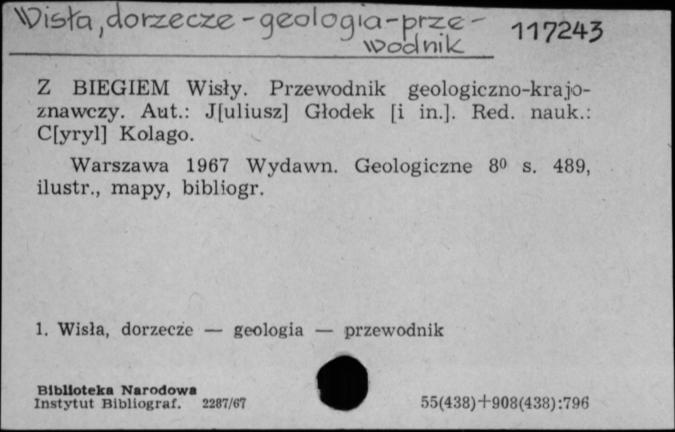 Wisła, dorzecze - geologia - prze-
wodnik
117243
Z BIEGIEM Wisły. Przewodnik geologiczno-krajo-
znawczy. Aut.: J[uliusz] Głodek [i in.]. Red. nauk.:
C[yryl] Kolago.
Warszawa 1967 Wydawn. Geologiczne 8⁰ s. 489,
ilustr., mapy, bibliogr.
1. Wisła, dorzecze — geologia — przewodnik
Biblioteka Narodowa
Instytut Bibliograf. 2287/67
55(438)+908(438):796